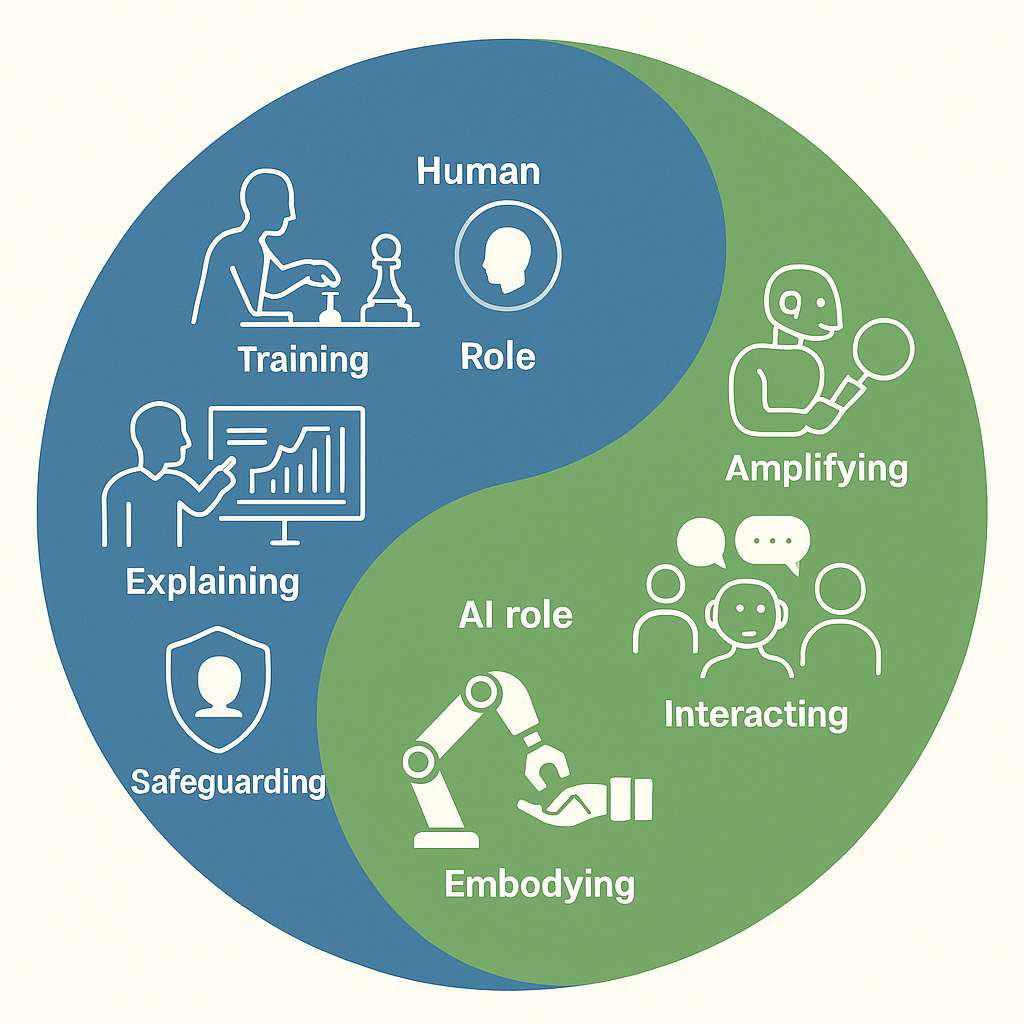 Human
Role
Training
Explaining
Safeguarding
Amplifying
Interacting
AI role
Embodying